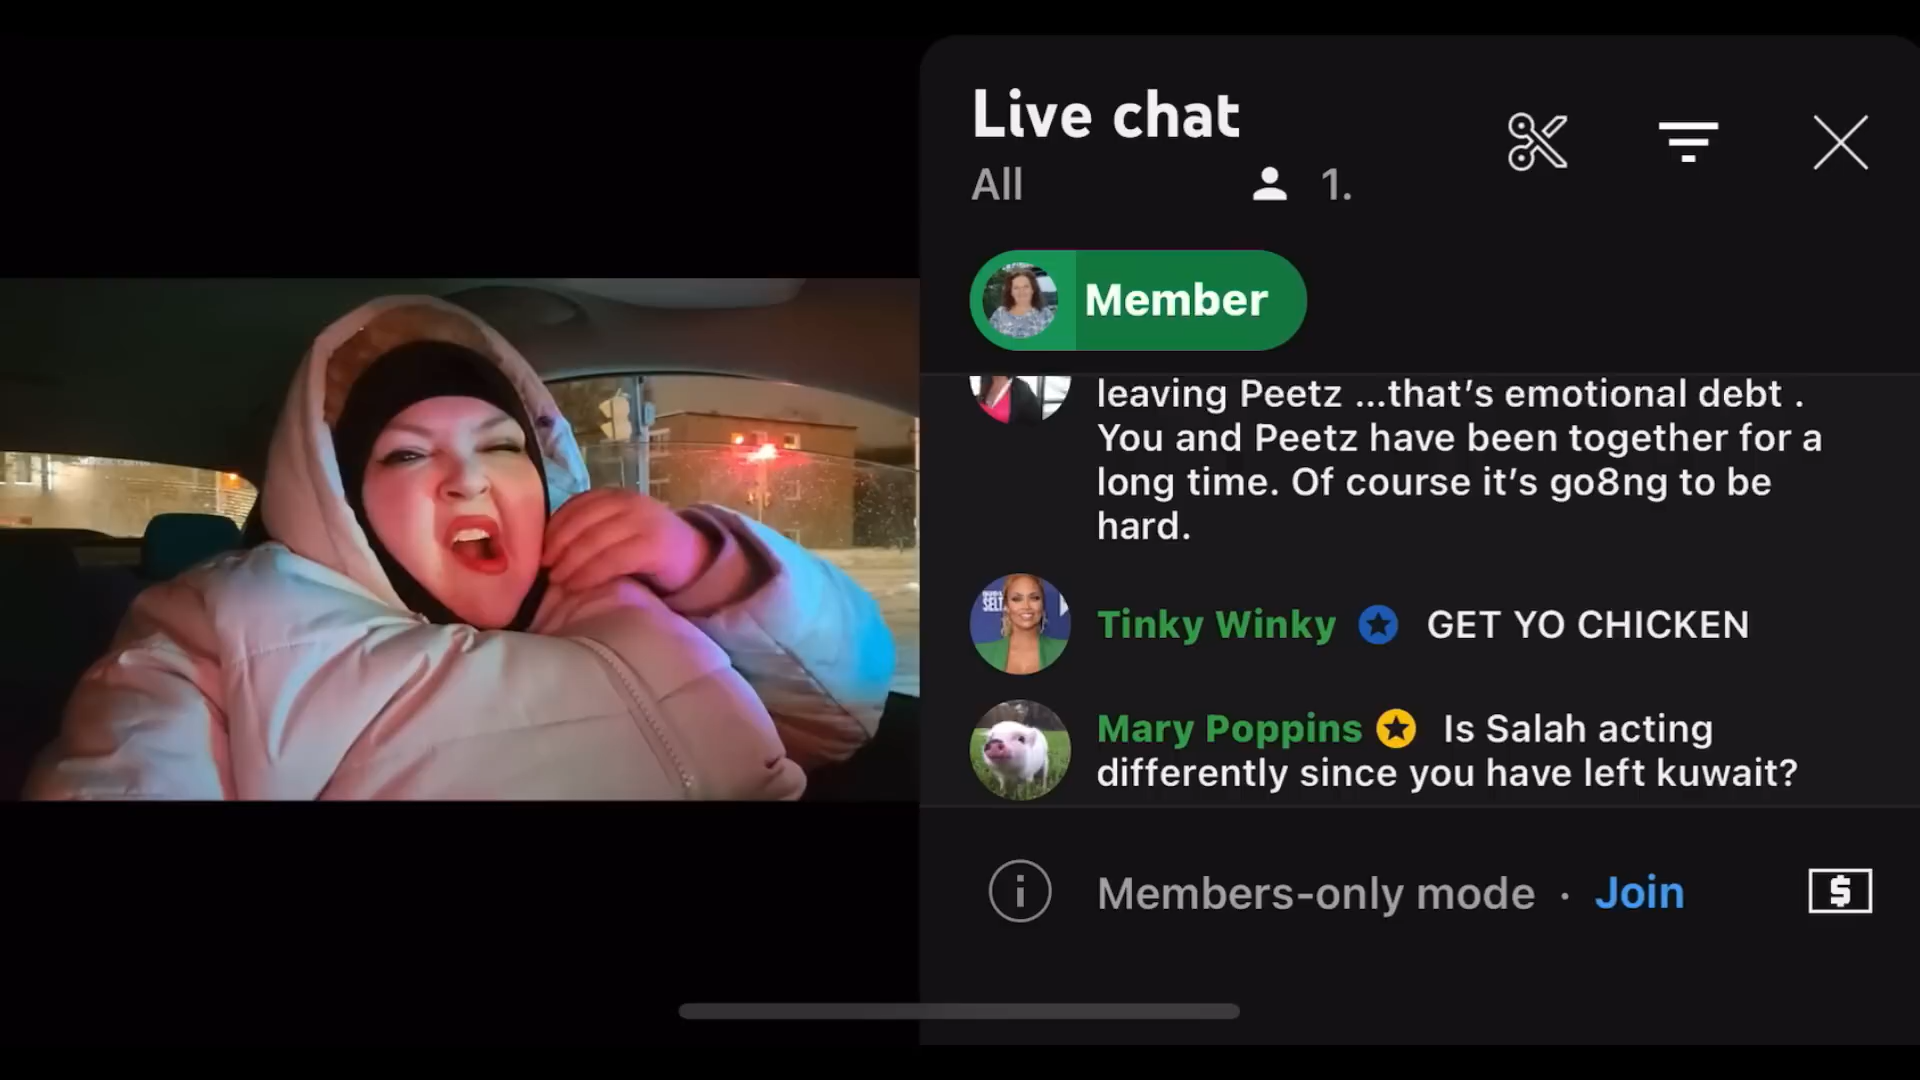 Live chat
All 1.
Member
leaving Peetz ...that's emotional debt .
You and Peetz have been together for a
long time. Of course it's go8ng to be
hard.
Tinky Winky GET YO CHICKEN
Mary Poppins Is Salah acting
differently since you have left kuwait?
Members-only mode · Join